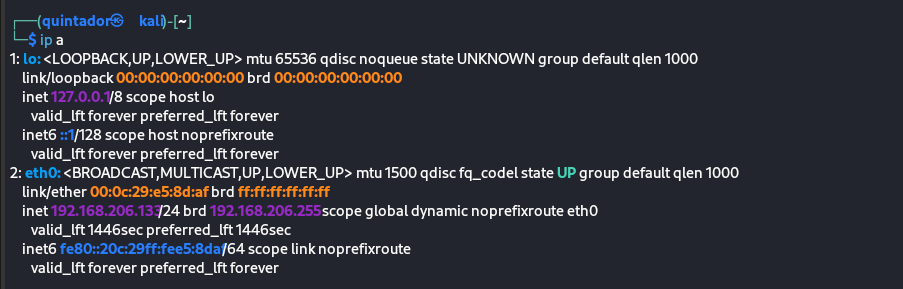 ┌──(quintador㉿kali)-[~]
└─$ ip a
1: lo: <LOOPBACK,UP,LOWER_UP> mtu 65536 qdisc noqueue state UNKNOWN group default qlen 1000
link/loopback 00:00:00:00:00:00 brd 00:00:00:00:00:00
inet 127.0.0.1/8 scope host lo
valid_lft forever preferred_lft forever
inet6 ::1/128 scope host noprefixroute
valid_lft forever preferred_lft forever
2: eth0: <BROADCAST,MULTICAST,UP,LOWER_UP> mtu 1500 qdisc fq_codel state UP group default qlen 1000
link/ether 00:0c:29:e5:8d:af brd ff:ff:ff:ff:ff:ff
inet 192.168.206.133/24 brd 192.168.206.255 scope global dynamic noprefixroute eth0
valid_lft 1446sec preferred_lft 1446sec
inet6 fe80::20c:29ff:fee5:8daf/64 scope link noprefixroute
valid_lft forever preferred_lft forever